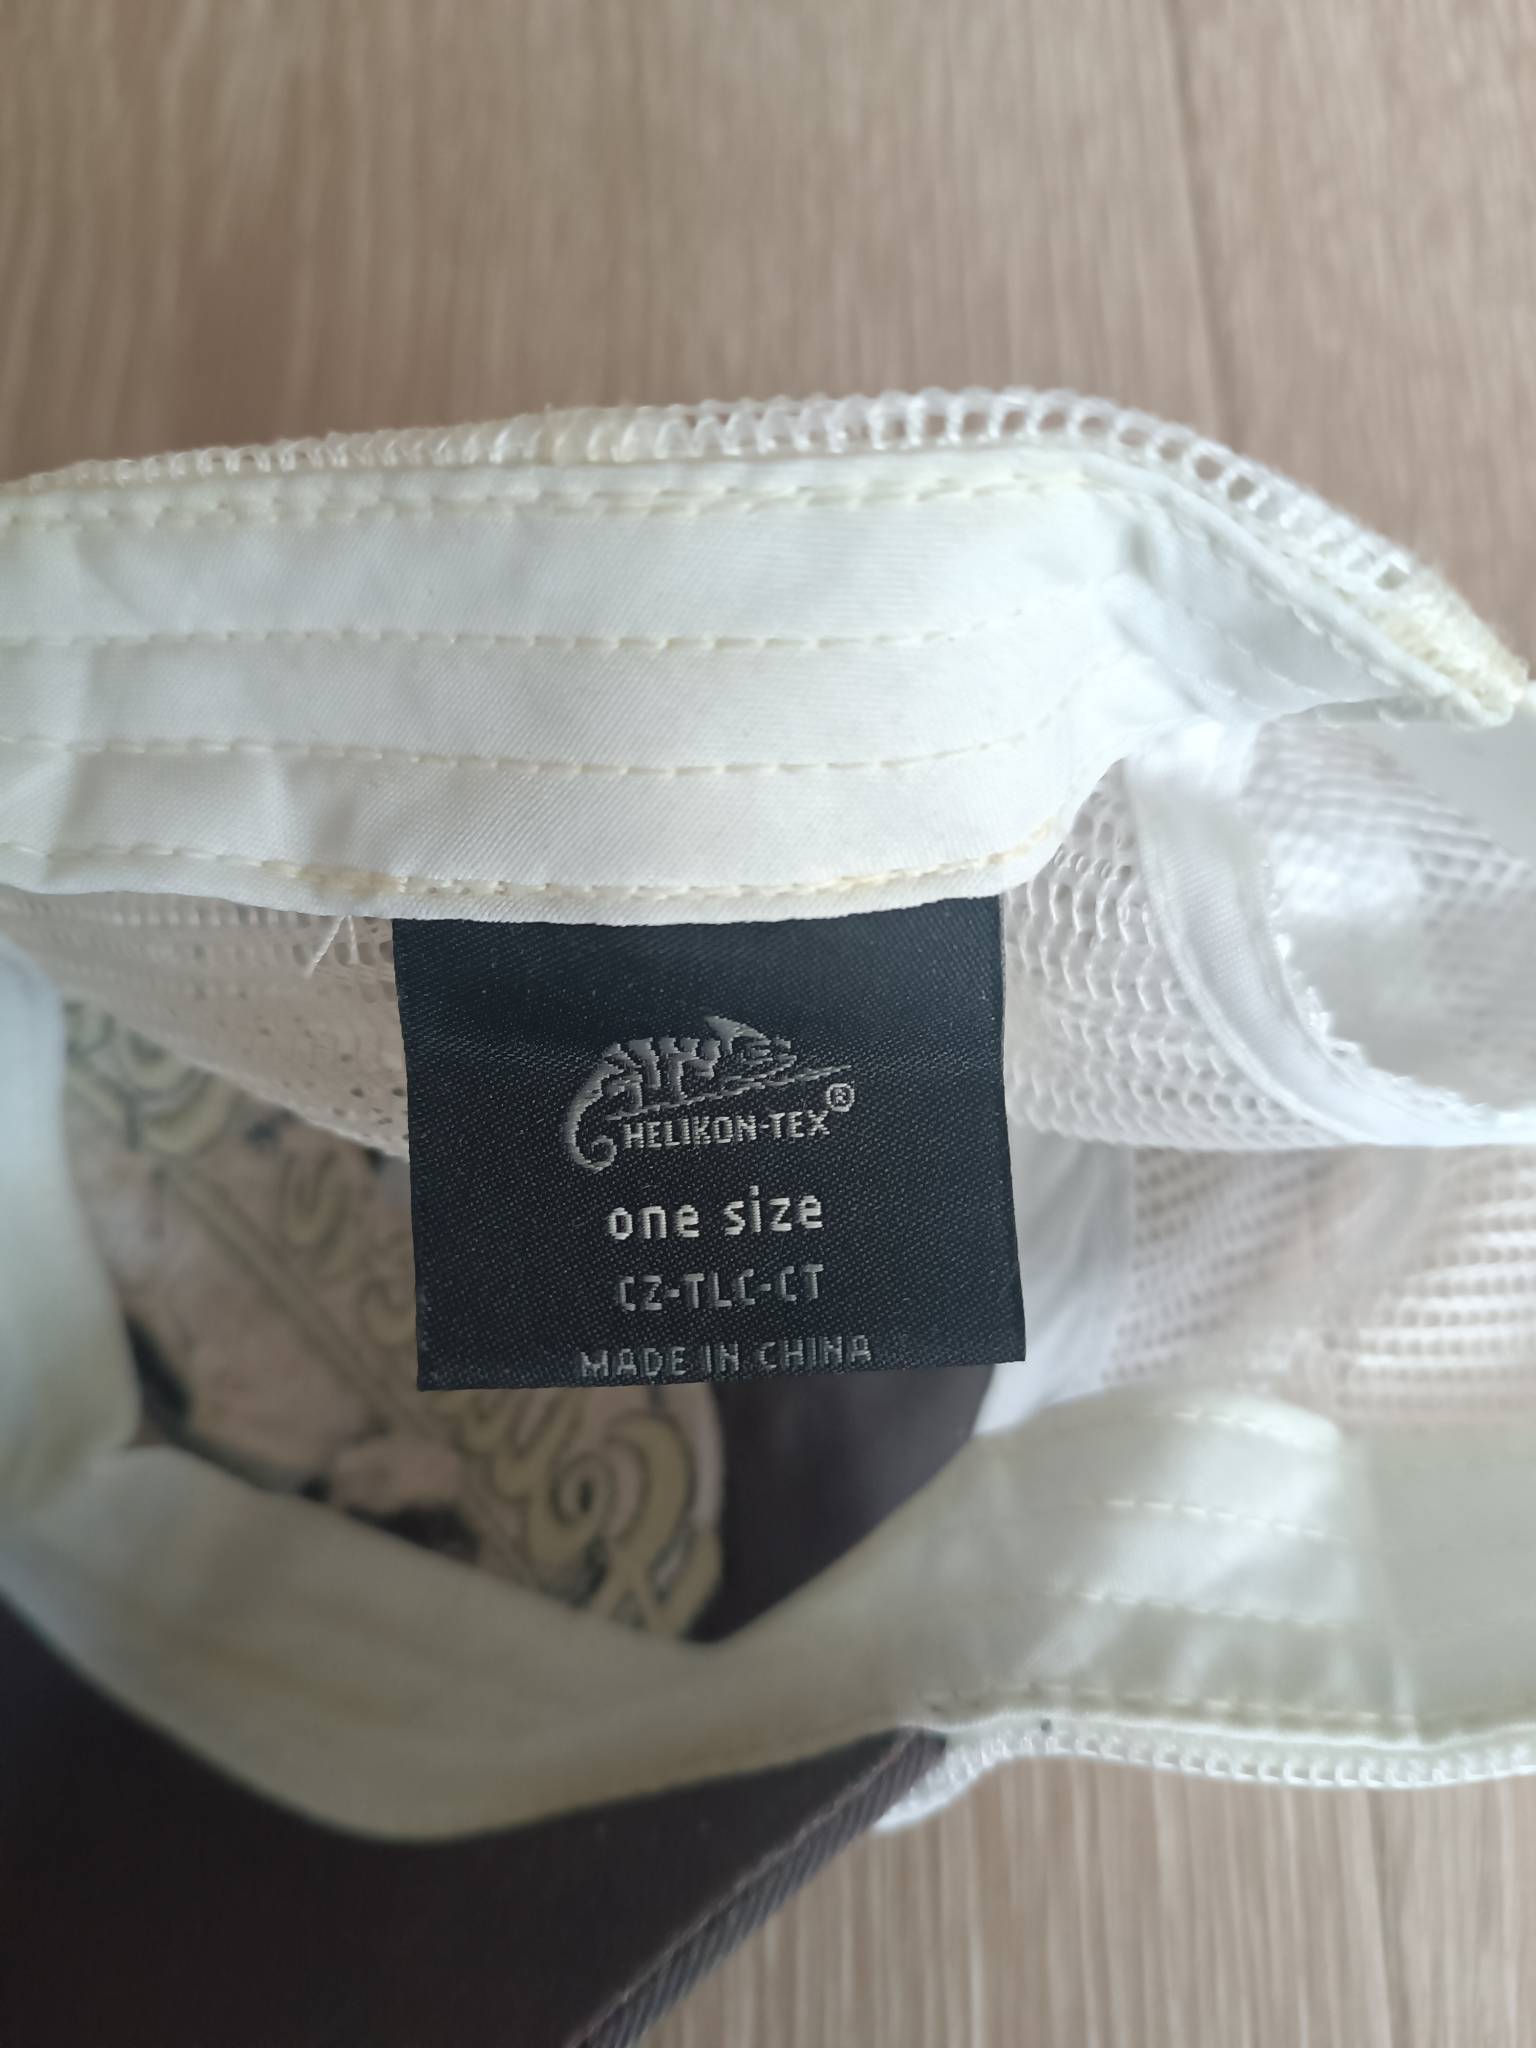 HELIKON-TEX®
one size
CZ-TLC-CT
MADE IN CHINA